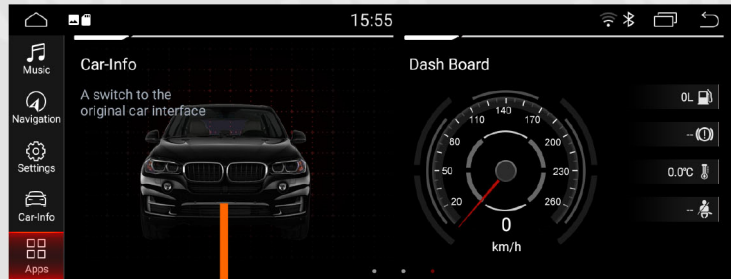 15:55
Music
Navigation
Settings
Car-Info
Apps
Car-Info
A switch to the
original car interface
Dash Board
140
110
170
80
200
50
230
20
260
0
km/h
0L
--
0.0°C
--